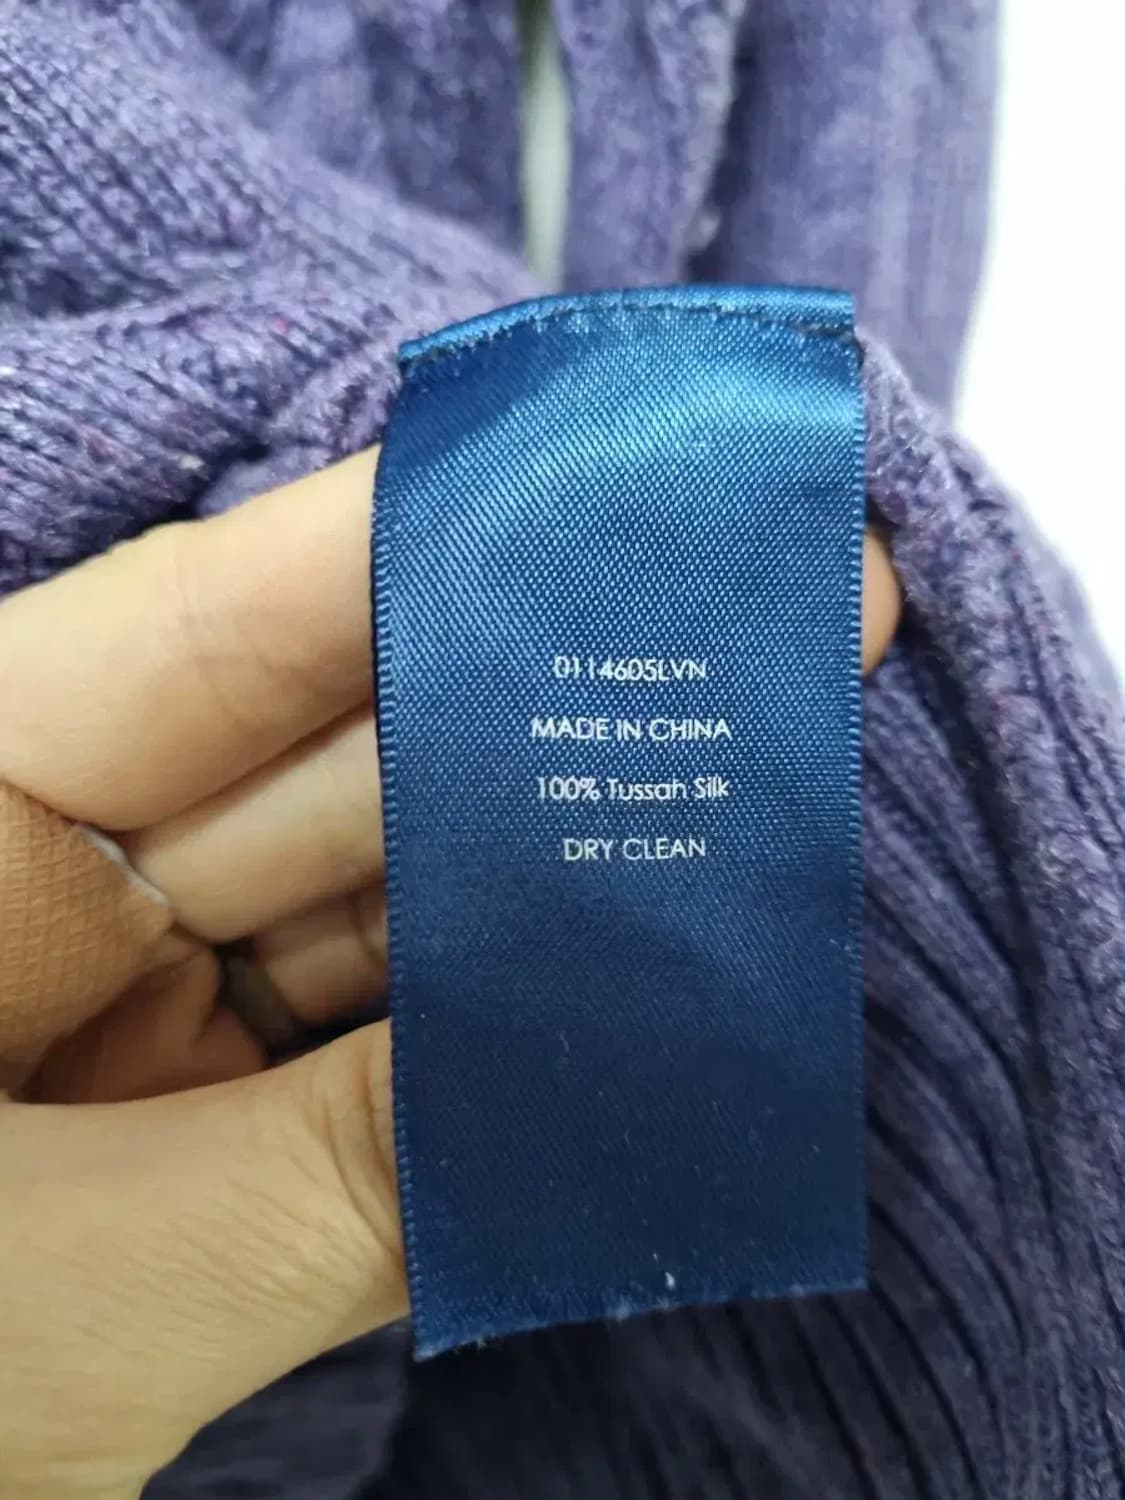 0114605LVN
MADE IN CHINA
100% Tussah Silk
DRY CLEAN